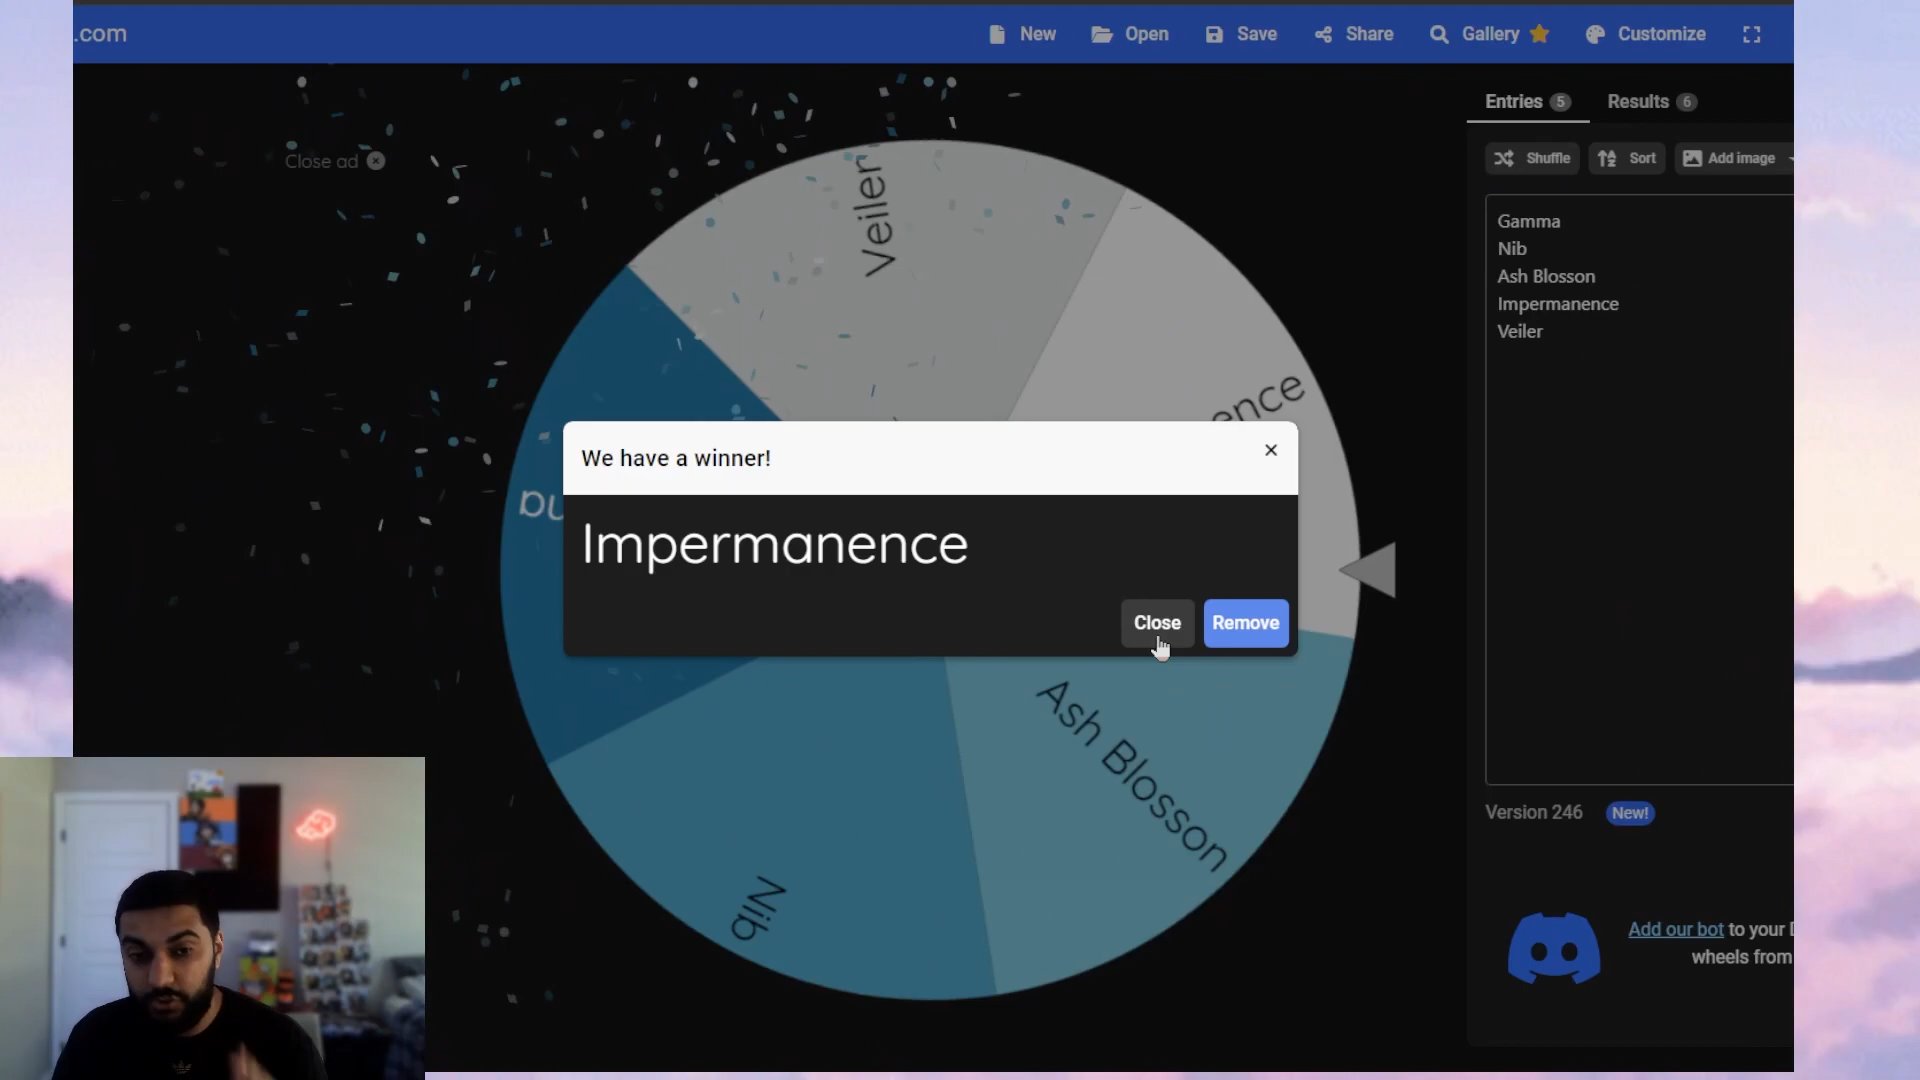 .com
New
Open
Save
Share
Gallery
Customize
Entries 5
Results 6
Close ad
Shuffle
Sort
Add image
Gamma
Nib
Ash Blosson
Impermanence
Veiler
Veiler
ence
We have a winner!
Impermanence
Close
Remove
Ash Blosson
Nib
Version 246
New!
Add our bot to your
wheels from